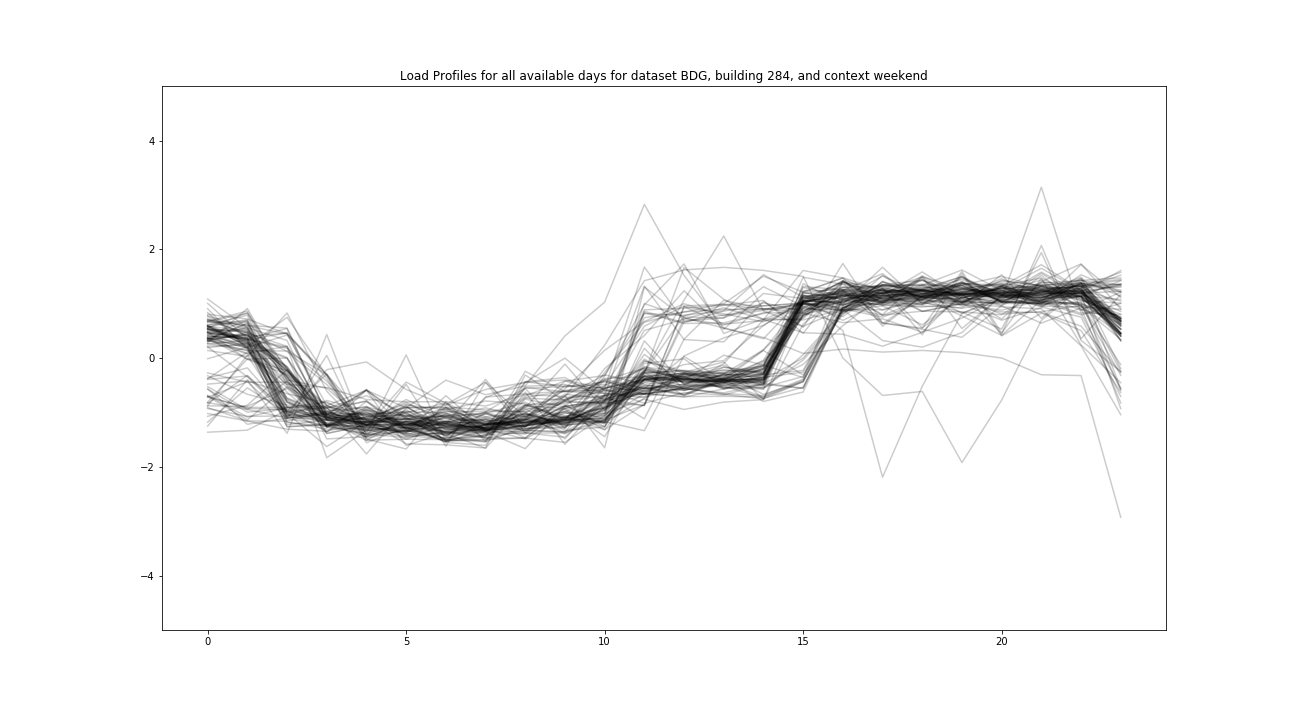 Load Profiles for all available days for dataset BDG, building 284, and context weekend
4
2
0
−2
−4
0 5 10 15 20